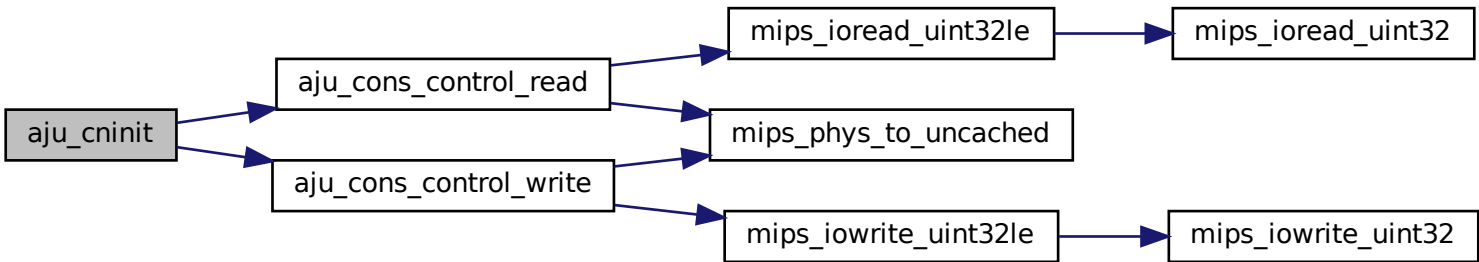 mips_ioread_uint32le
mips_ioread_uint32
aju_cons_control_read
aju_cninit
mips_phys_to_uncached
aju_cons_control_write
mips_iowrite_uint32le
mips_iowrite_uint32